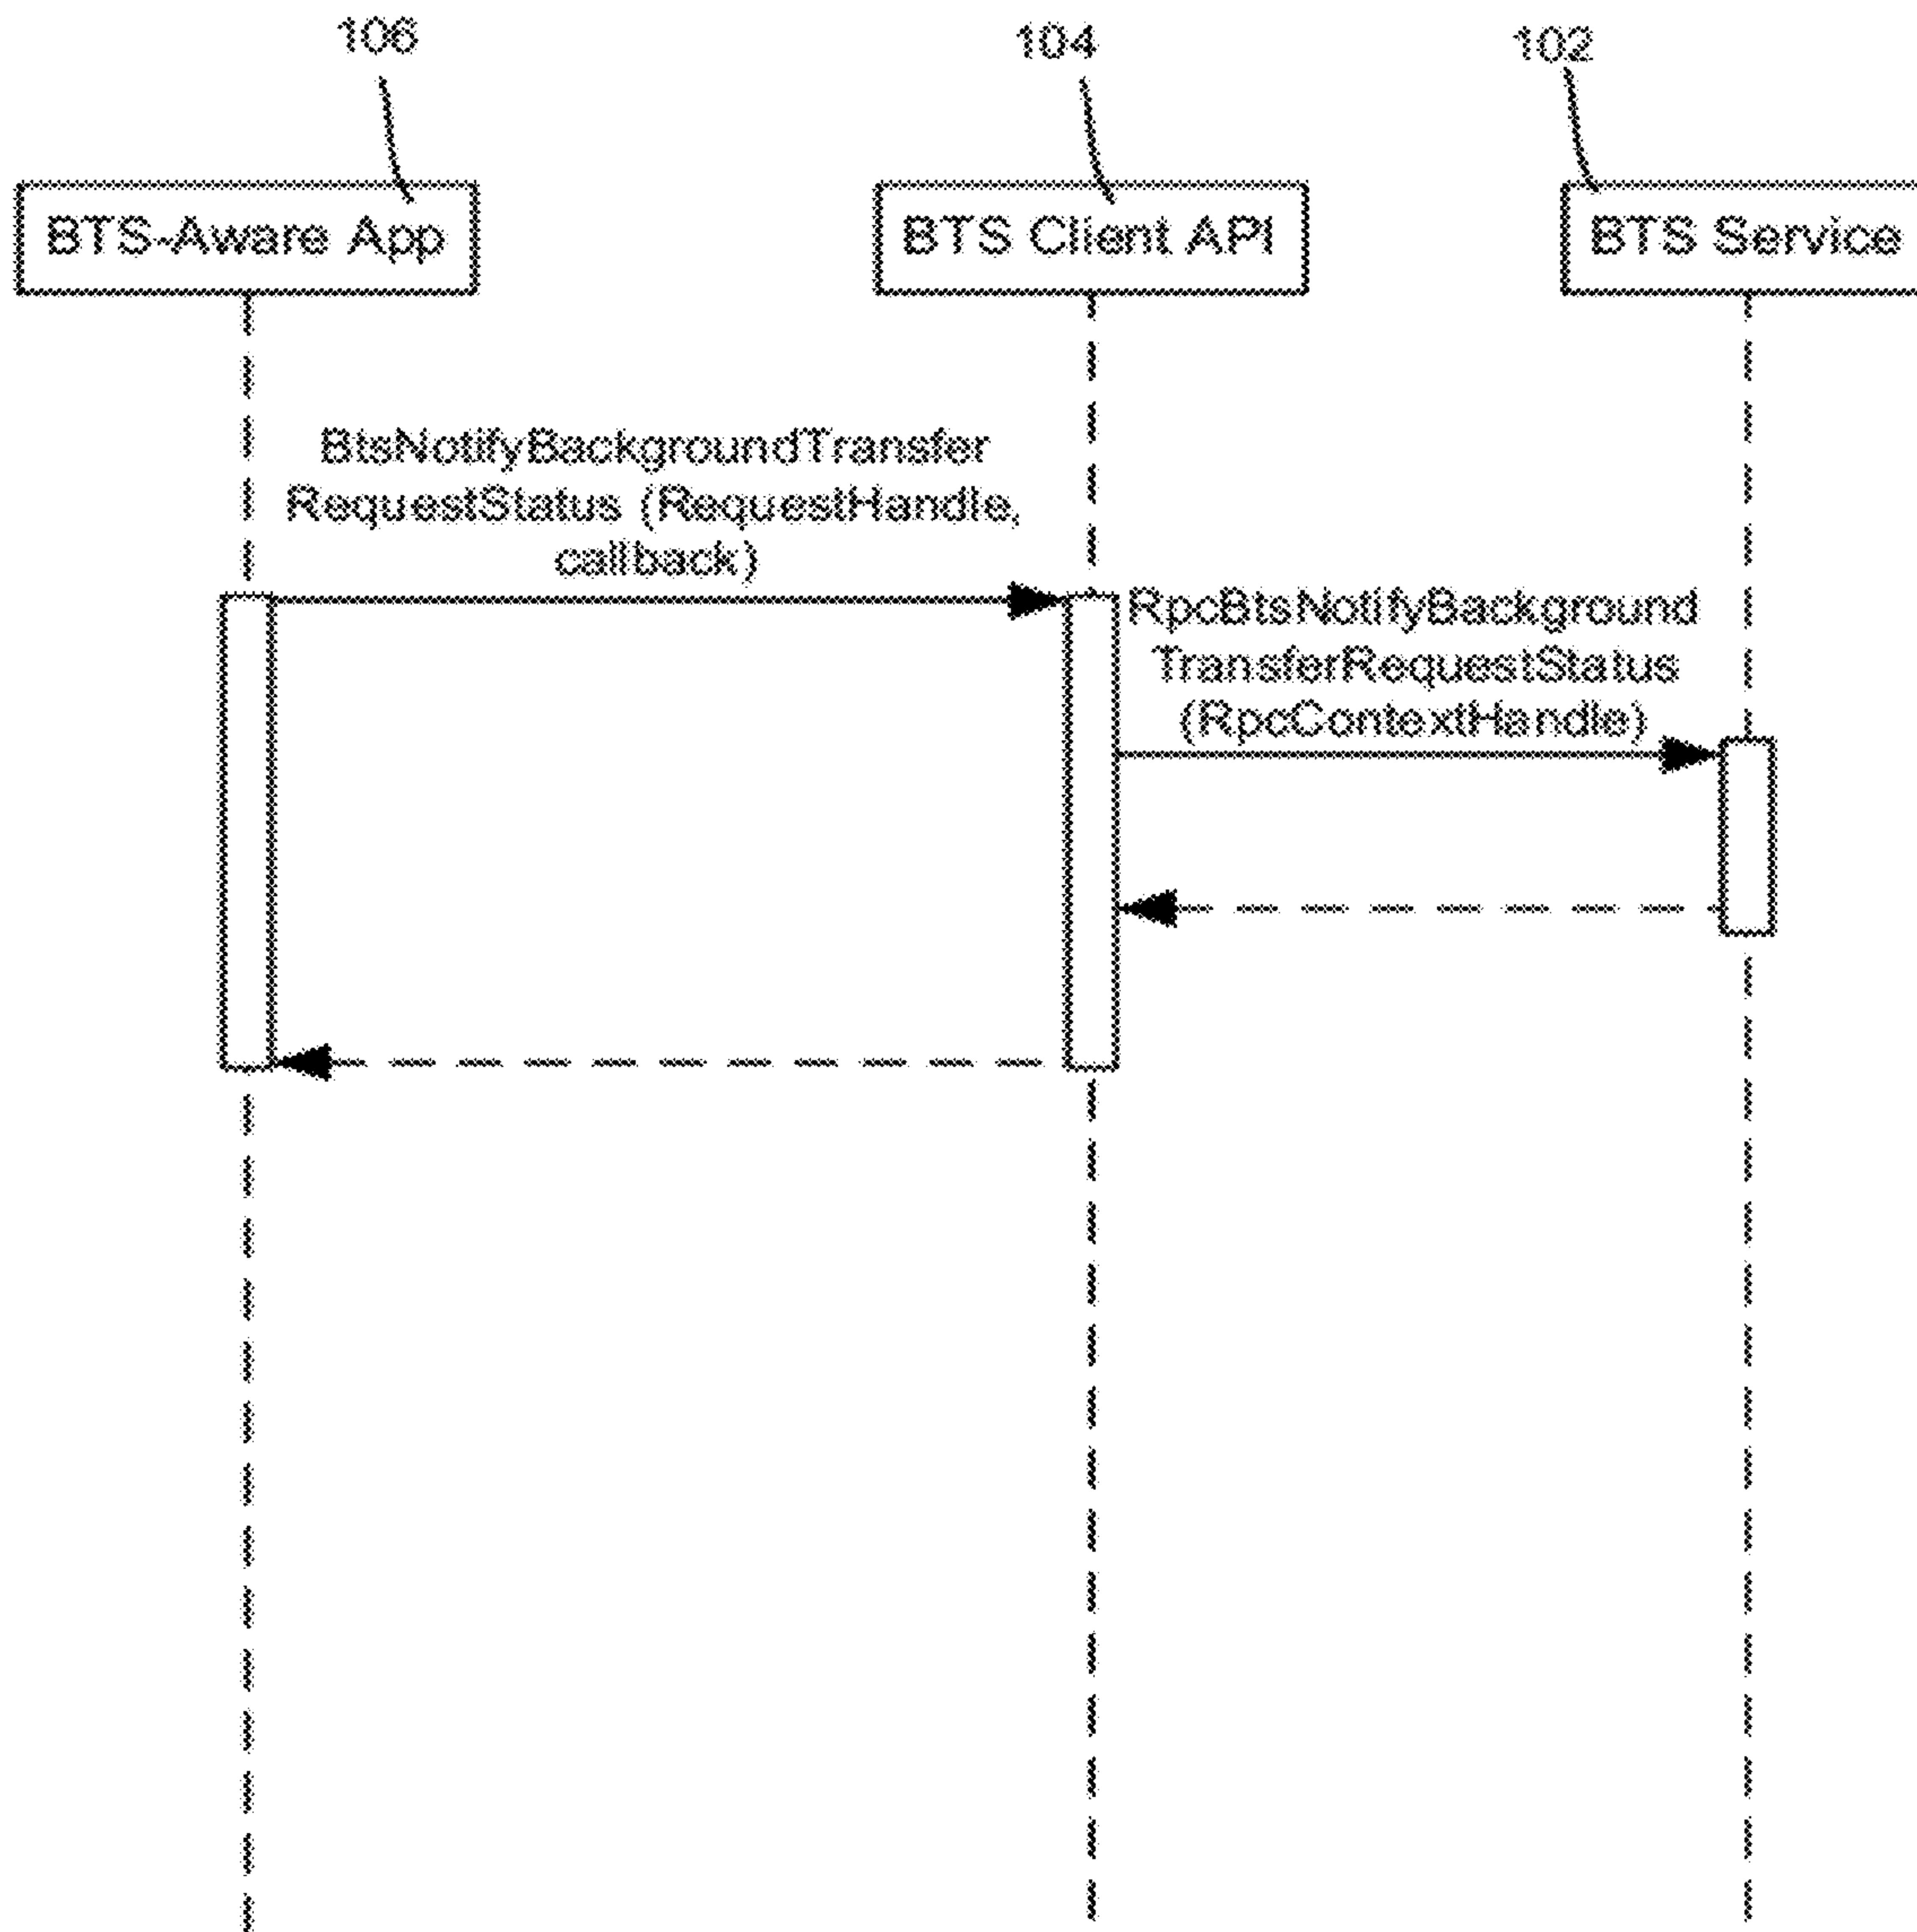 106
104
102
BTS-Aware App
BTS Client API
BTS Service
BtsNotifyBackgroundTransfer
RequestStatus (RequestHandle,
callback)
RpcBtsNotifyBackground
TransferRequestStatus
(RpcContextHandle)